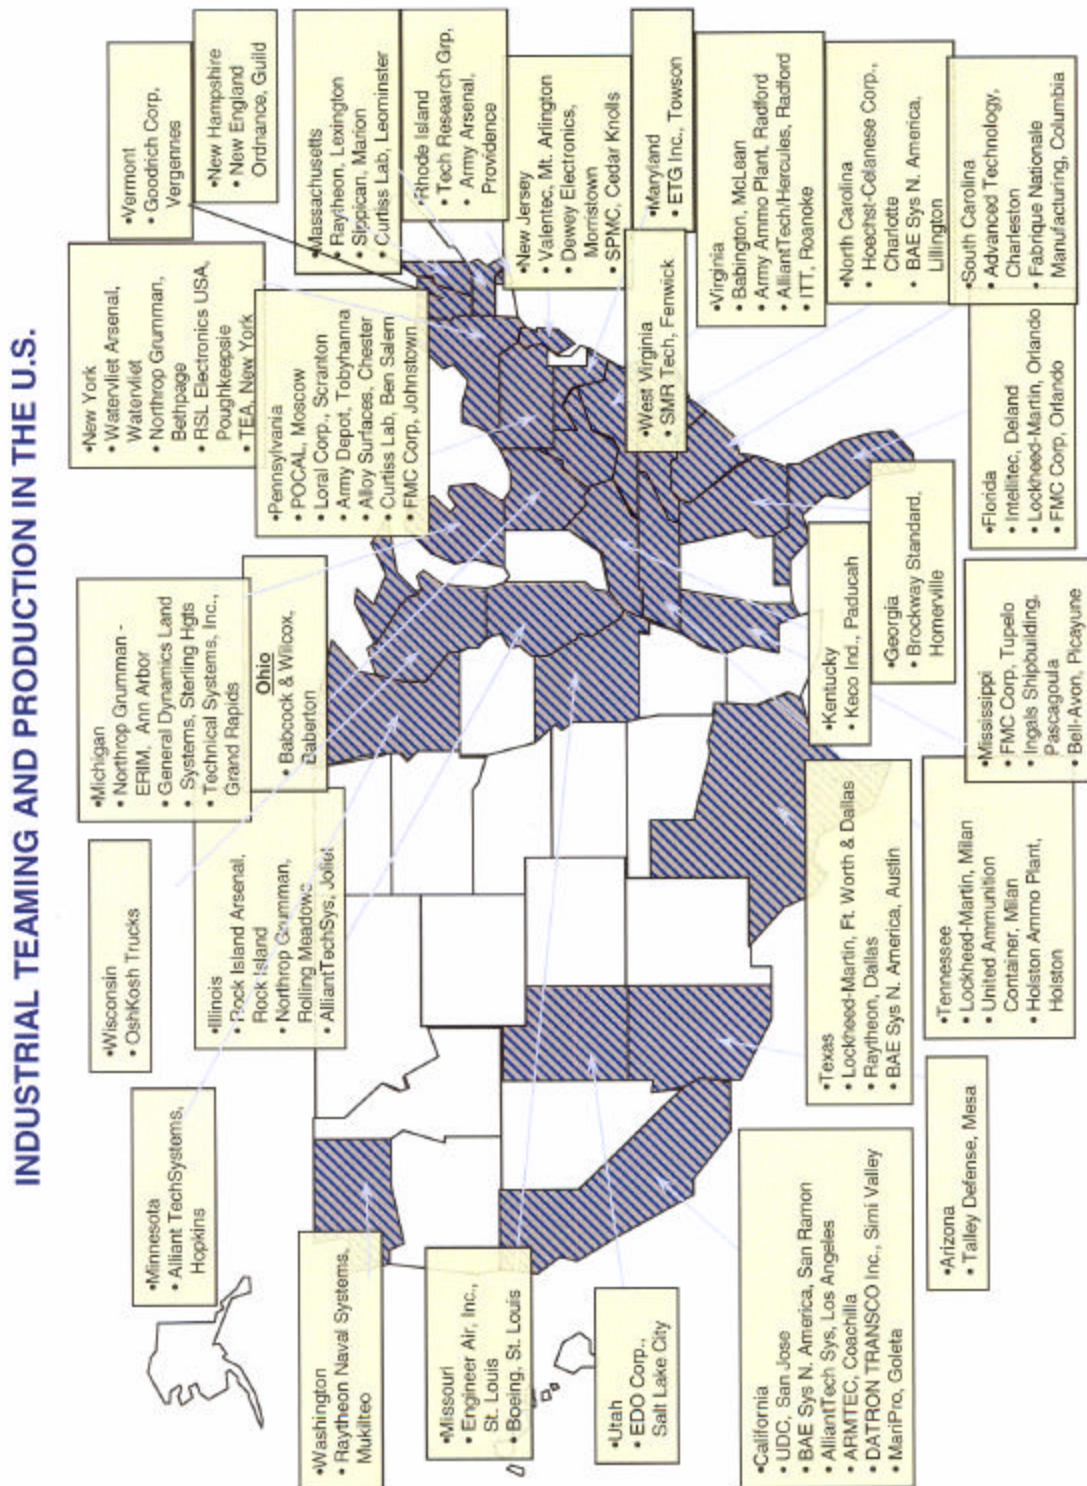 INDUSTRIAL TEAMING AND PRODUCTION IN THE U.S.
•Minnesota
• Alliant TechSystems,
Hopkins
•Wisconsin
• OshKosh Trucks
•Michigan
• Northrop Grumman -
ERIM, Ann Arbor
• General Dynamics Land
• Systems, Sterling Hgts
• Technical Systems, Inc.,
Grand Rapids
•New York
• Watervliet Arsenal,
Watervliet
• Northrop Grumman,
Bethpage
• RSL Electronics USA,
Poughkeepsie
• TEA, New York
•Vermont
• Goodrich Corp,
Vergennes
•New Hampshire
• New England
Ordnance, Guild
•Illinois
• Rock Island Arsenal,
Rock Island
• Northrop Grumman,
Rolling Meadows
• AlliantTechSys, Joliet
Ohio
• Babcock & Wilcox,
Baberton
•Pennsylvania
• POCAL, Moscow
• Loral Corp., Scranton
• Army Depot, Tobyhanna
• Alloy Surfaces, Chester
• Curtiss Lab, Ben Salem
• FMC Corp, Johnstown
•Massachusetts
• Raytheon, Lexington
• Sippican, Marion
• Curtiss Lab, Leominster
•Rhode Island
• Tech Research Grp,
• Army Arsenal,
Providence
•New Jersey
• Valentec, Mt. Arlington
• Dewey Electronics,
Morristown
• SPMC, Cedar Knolls
•Maryland
• ETG Inc., Towson
•West Virginia
• SMR Tech, Fenwick
•Virginia
• Babington, McLean
• Army Ammo Plant, Radford
• AlliantTech/Hercules, Radford
• ITT, Roanoke
•North Carolina
• Hoechst-Celanese Corp.,
Charlotte
• BAE Sys N. America,
Lillington
•South Carolina
• Advanced Technology,
Charleston
• Fabrique Nationale
Manufacturing, Columbia
•Washington
• Raytheon Naval Systems,
Mukilteo
•Missouri
• Engineer Air, Inc.,
St. Louis
• Boeing, St. Louis
•Utah
• EDO Corp.,
Salt Lake City
•California
• UDC, San Jose
• BAE Sys N. America, San Ramon
• AlliantTech Sys, Los Angeles
• ARMTEC, Coachilla
• DATRON TRANSCO Inc., Simi Valley
• MariPro, Goleta
•Arizona
• Talley Defense, Mesa
•Texas
• Lockheed-Martin, Ft. Worth & Dallas
• Raytheon, Dallas
• BAE Sys N. America, Austin
•Tennessee
• Lockheed-Martin, Milan
• United Ammunition
Container, Milan
• Holston Ammo Plant,
Holston
•Kentucky
• Keco Ind., Paducah
•Georgia
• Brockway Standard,
Homerville
•Mississippi
• FMC Corp, Tupelo
• Ingals Shipbuilding,
Pascagoula
• Bell-Avon, Picayune
•Florida
• Intellitec, Deland
• Lockheed-Martin, Orlando
• FMC Corp, Orlando